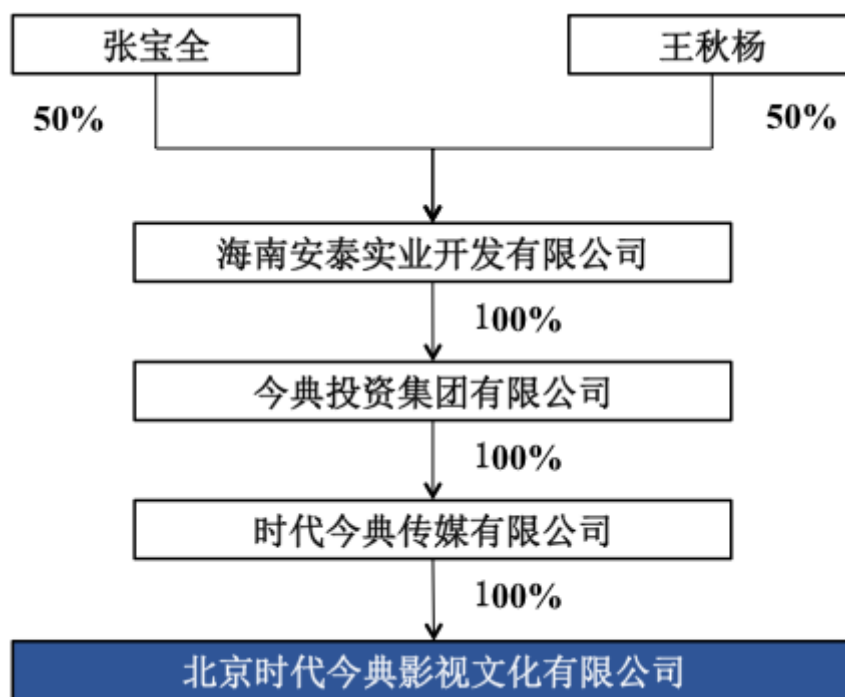 张宝全
王秋杨
50%
50%
海南安泰实业开发有限公司
100%
今典投资集团有限公司
100%
时代今典传媒有限公司
100%
北京时代今典影视文化有限公司